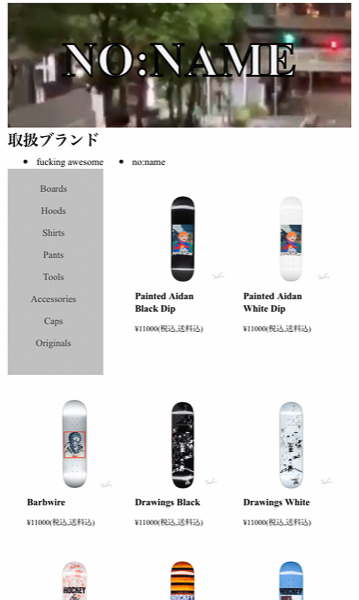 NO:NAME
取扱ブランド
fucking awesome
no:name
Boards
Hoods
Shirts
Pants
Tools
Accessories
Caps
Originals
Painted Aidan
Black Dip
¥11000(税込,送料込)
Painted Aidan
White Dip
¥11000(税込,送料込)
Barbwire
¥11000(税込,送料込)
Drawings Black
¥11000(税込,送料込)
Drawings White
¥11000(税込,送料込)
HOCKEY